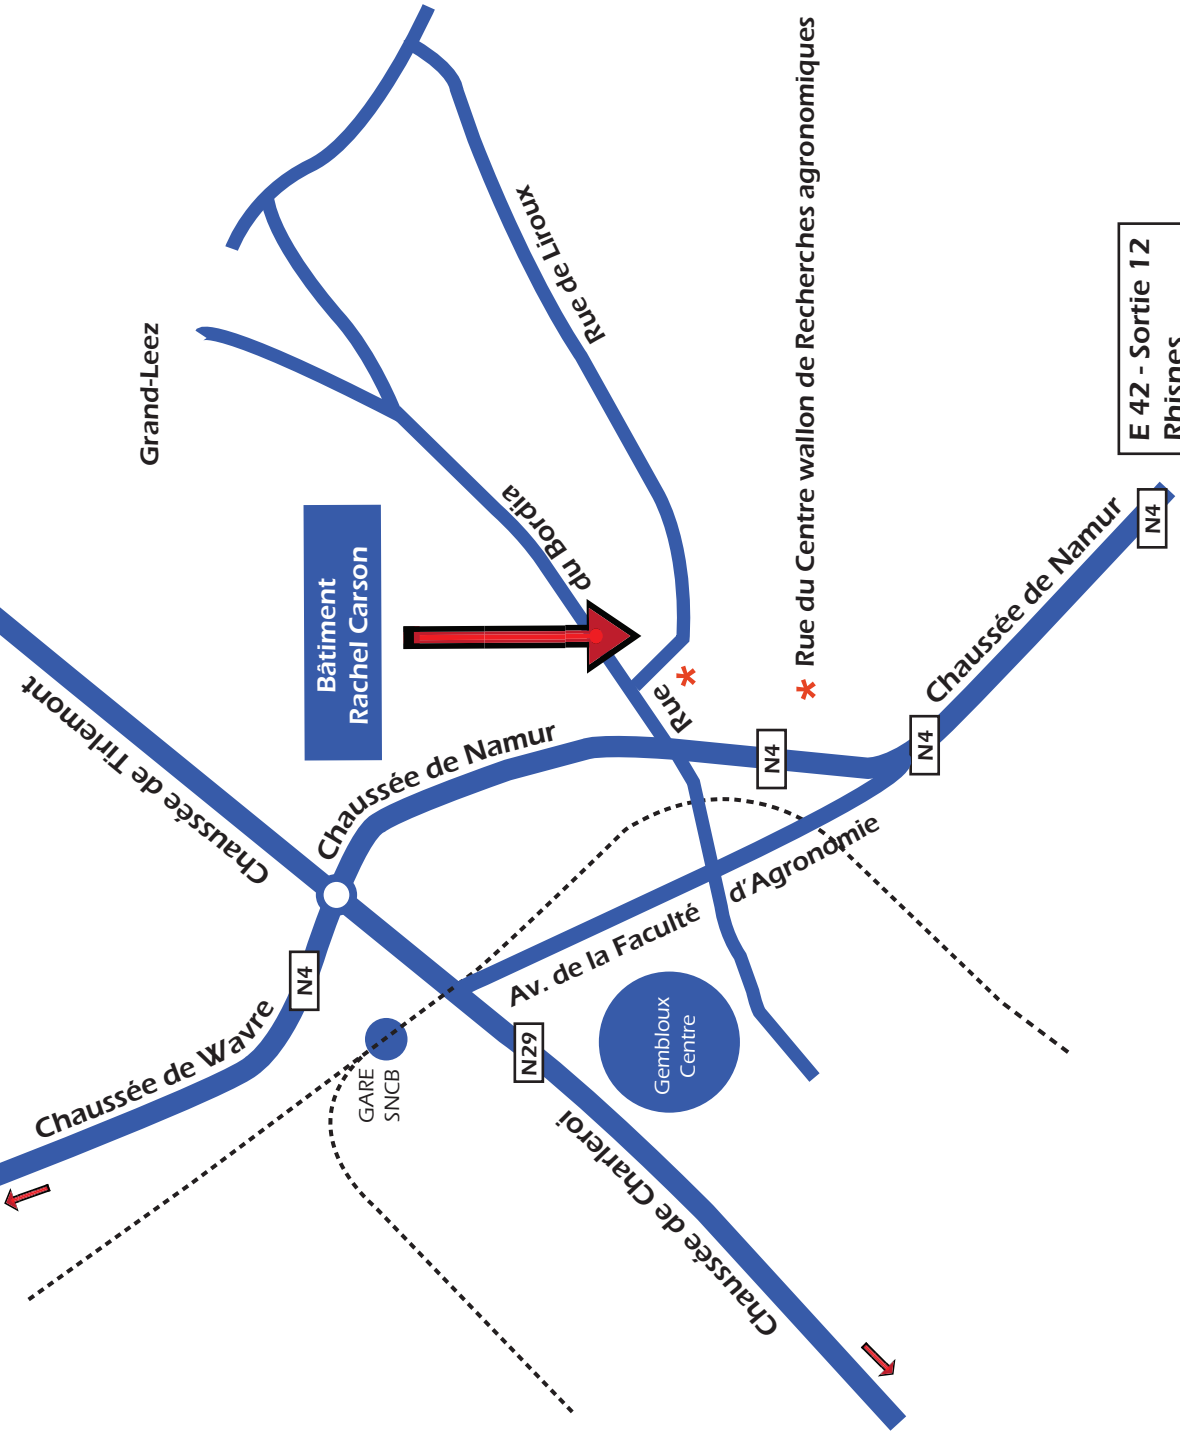 Grand-Leez
Bâtiment
Rachel Carson
Chaussée de Tirlemont
Chaussée de Namur
Chaussée de Wavre
N4
GARE
SNCB
N29
Rue du Bordia
Rue de Liroux
*
* Rue du Centre wallon de Recherches agronomiques
N4
N4
Av. de la Faculté d'Agronomie
Gembloux
Centre
Chaussée de Charleroi
Chaussée de Namur
N4
E 42 - Sortie 12
Rhisnes